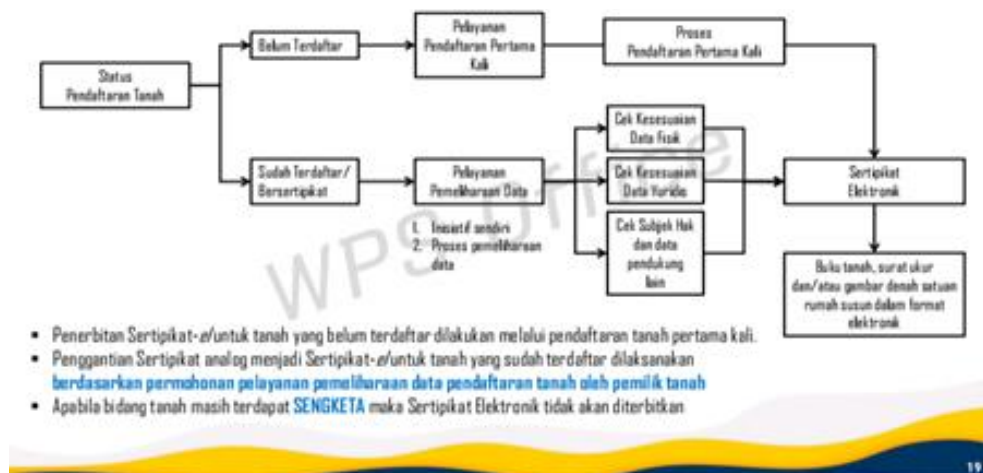 Status
Pendaftaran Tanah
Belum Terdaftar
Pelayanan
Pendaftaran Pertama
Kali
Proses
Pendaftaran Pertama Kali
Sudah Terdaftar/
Bersertipikat
Pelayanan
Pemeliharaan Data
1. Inisiatif sendiri
2. Proses pemeliharaan
data
Cek Kesesuaian
Data Fisik
Cek Kesesuaian
Data Yuridis
Cek Subjek Hak
dan data
pendukung
lain
Sertipikat
Elektronik
Buku tanah, surat ukur
dan/atau gambar denah satuan
rumah susun dalam format
elektronik
WPS Office
▪ Penerbitan Sertipikat-el untuk tanah yang belum terdaftar dilakukan melalui pendaftaran tanah pertama kali.
▪ Penggantian Sertipikat analog menjadi Sertipikat-el untuk tanah yang sudah terdaftar dilaksanakan
berdasarkan permohonan pelayanan pemeliharaan data pendaftaran tanah oleh pemilik tanah
▪ Apabila bidang tanah masih terdapat SENGKETA maka Sertipikat Elektronik tidak akan diterbitkan
19